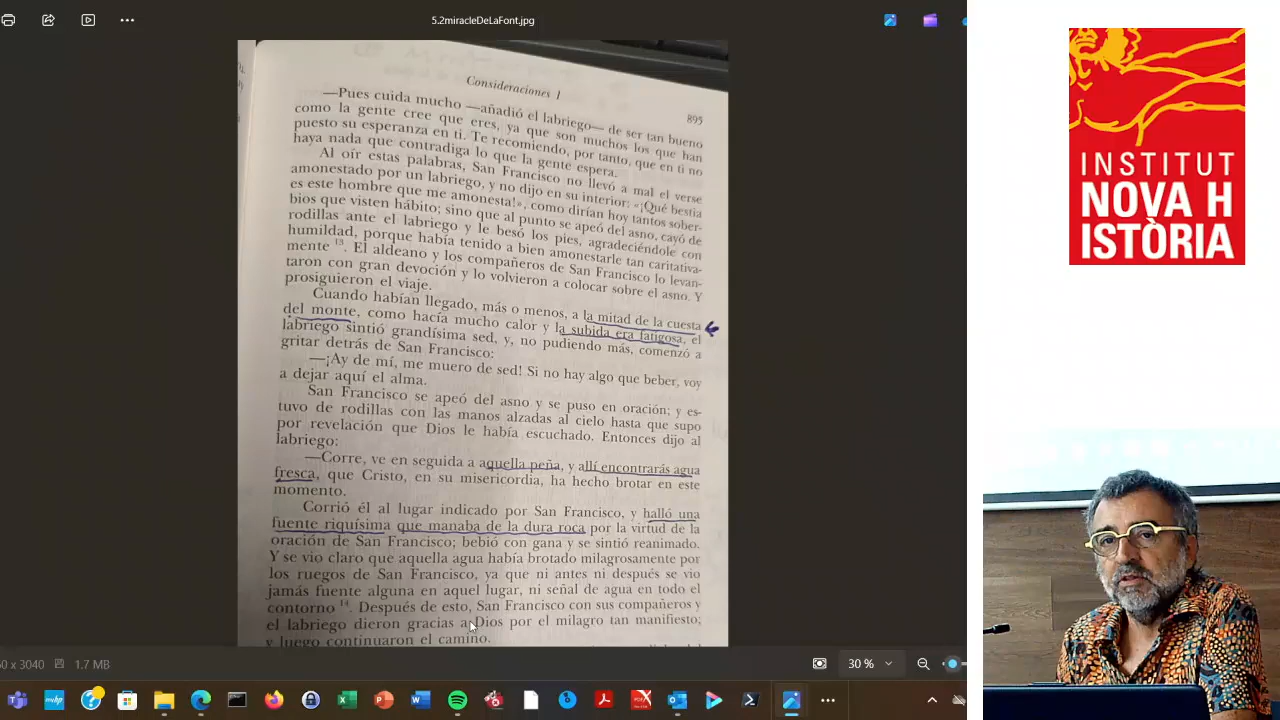 5.2miracleDeLaFont.jpg
Consideraciones I
895
—Pues cuida mucho —añadió el labriego— de ser tan bueno
como la gente cree que eres, ya que son muchos los que han
puesto su esperanza en ti. Te recomiendo, por tanto, que en ti no
haya nada que contradiga lo que la gente espera.
Al oír estas palabras, San Francisco no llevó a mal el verse
amonestado por un labriego, y no dijo en su interior: «¡Qué bestia
es este hombre que me amonesta!», como dirían hoy tantos sober-
bios que visten hábito; sino que al punto se apeó del asno, cayó de
rodillas ante el labriego y le besó los pies, agradeciéndole con
humildad, porque había tenido a bien amonestarle tan caritativa-
mente 13. El aldeano y los compañeros de San Francisco lo levan-
taron con gran devoción y lo volvieron a colocar sobre el asno. Y
prosiguieron el viaje.
Cuando habían llegado, más o menos, a la mitad de la cuesta
del monte, como hacía mucho calor y la subida era fatigosa, el
labriego sintió grandísima sed, y, no pudiendo más, comenzó a
gritar detrás de San Francisco:
—¡Ay de mí, me muero de sed! Si no hay algo que beber, voy
a dejar aquí el alma.
San Francisco se apeó del asno y se puso en oración; y es-
tuvo de rodillas con las manos alzadas al cielo hasta que supo
por revelación que Dios le había escuchado. Entonces dijo al
labriego:
—Corre, ve en seguida a aquella peña, y allí encontrarás agua
fresca, que Cristo, en su misericordia, ha hecho brotar en este
momento.
Corrió él al lugar indicado por San Francisco, y halló una
fuente riquísima que manaba de la dura roca por la virtud de la
oración de San Francisco; bebió con gana y se sintió reanimado.
Y se vio claro que aquella agua había brotado milagrosamente por
los ruegos de San Francisco, ya que ni antes ni después se vio
jamás fuente alguna en aquel lugar, ni señal de agua en todo el
contorno 14. Después de esto, San Francisco con sus compañeros y
el labriego dieron gracias a Dios por el milagro tan manifiesto;
y luego continuaron el camino.
0 x 3040
1.7 MB
30 %
INSTITUT
NOVA H
ISTÒRIA